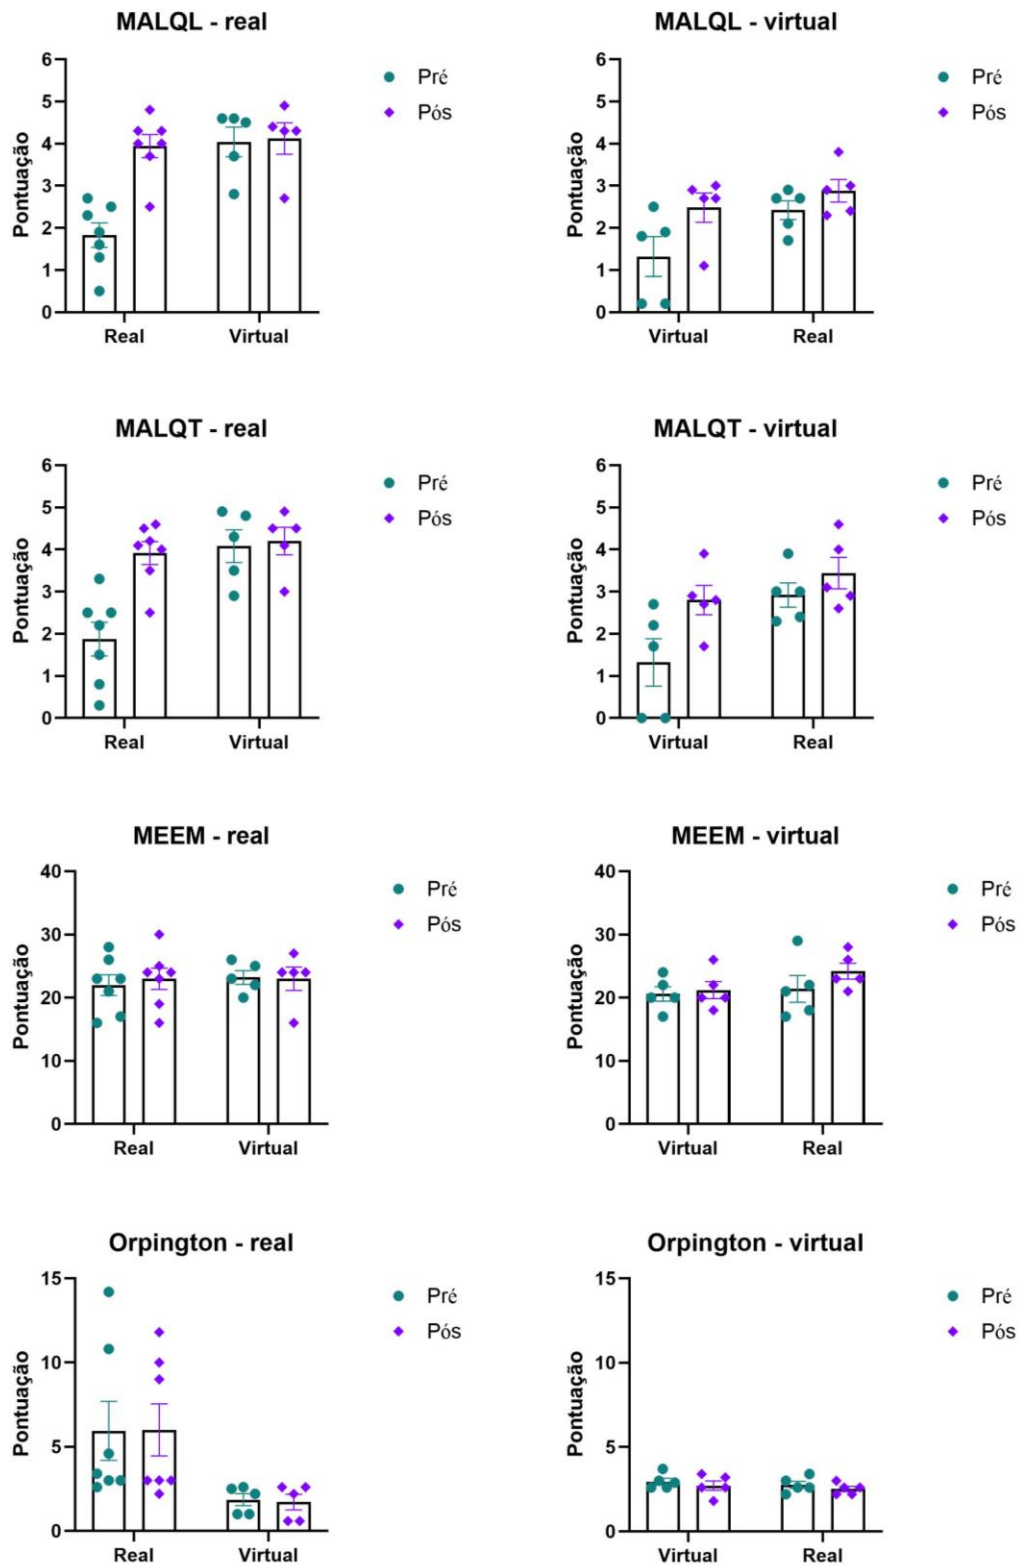 MALQL - real
6
5
4
3
2
1
0
Pontuação
Real
Virtual
Pré
Pós
MALQL - virtual
6
5
4
3
2
1
0
Pontuação
Virtual
Real
Pré
Pós
MALQT - real
6
5
4
3
2
1
0
Pontuação
Real
Virtual
Pré
Pós
MALQT - virtual
6
5
4
3
2
1
0
Pontuação
Virtual
Real
Pré
Pós
MEEM - real
40
30
20
10
0
Pontuação
Real
Virtual
Pré
Pós
MEEM - virtual
40
30
20
10
0
Pontuação
Virtual
Real
Pré
Pós
Orpington - real
15
10
5
0
Pontuação
Real
Virtual
Pré
Pós
Orpington - virtual
15
10
5
0
Pontuação
Virtual
Real
Pré
Pós